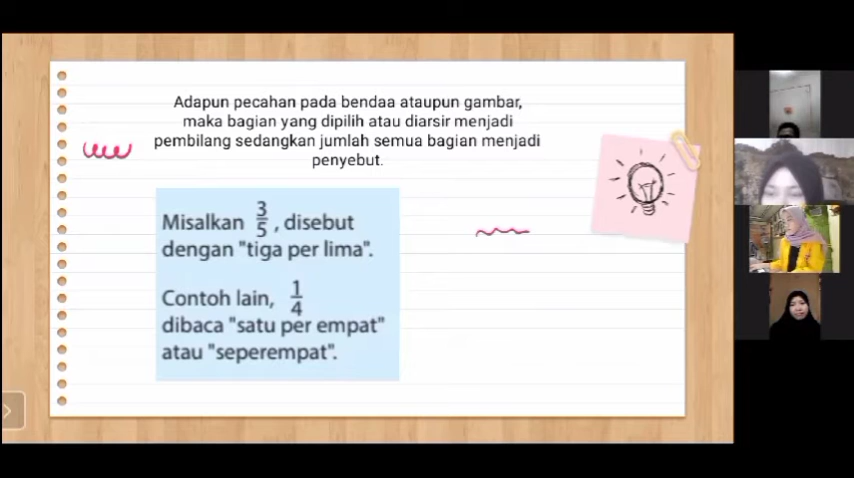 Adapun pecahan pada bendaa ataupun gambar,
maka bagian yang dipilih atau diarsir menjadi
pembilang sedangkan jumlah semua bagian menjadi
penyebut.
Misalkan 3/5, disebut
dengan "tiga per lima".
Contoh lain, 1/4
dibaca "satu per empat"
atau "seperempat".